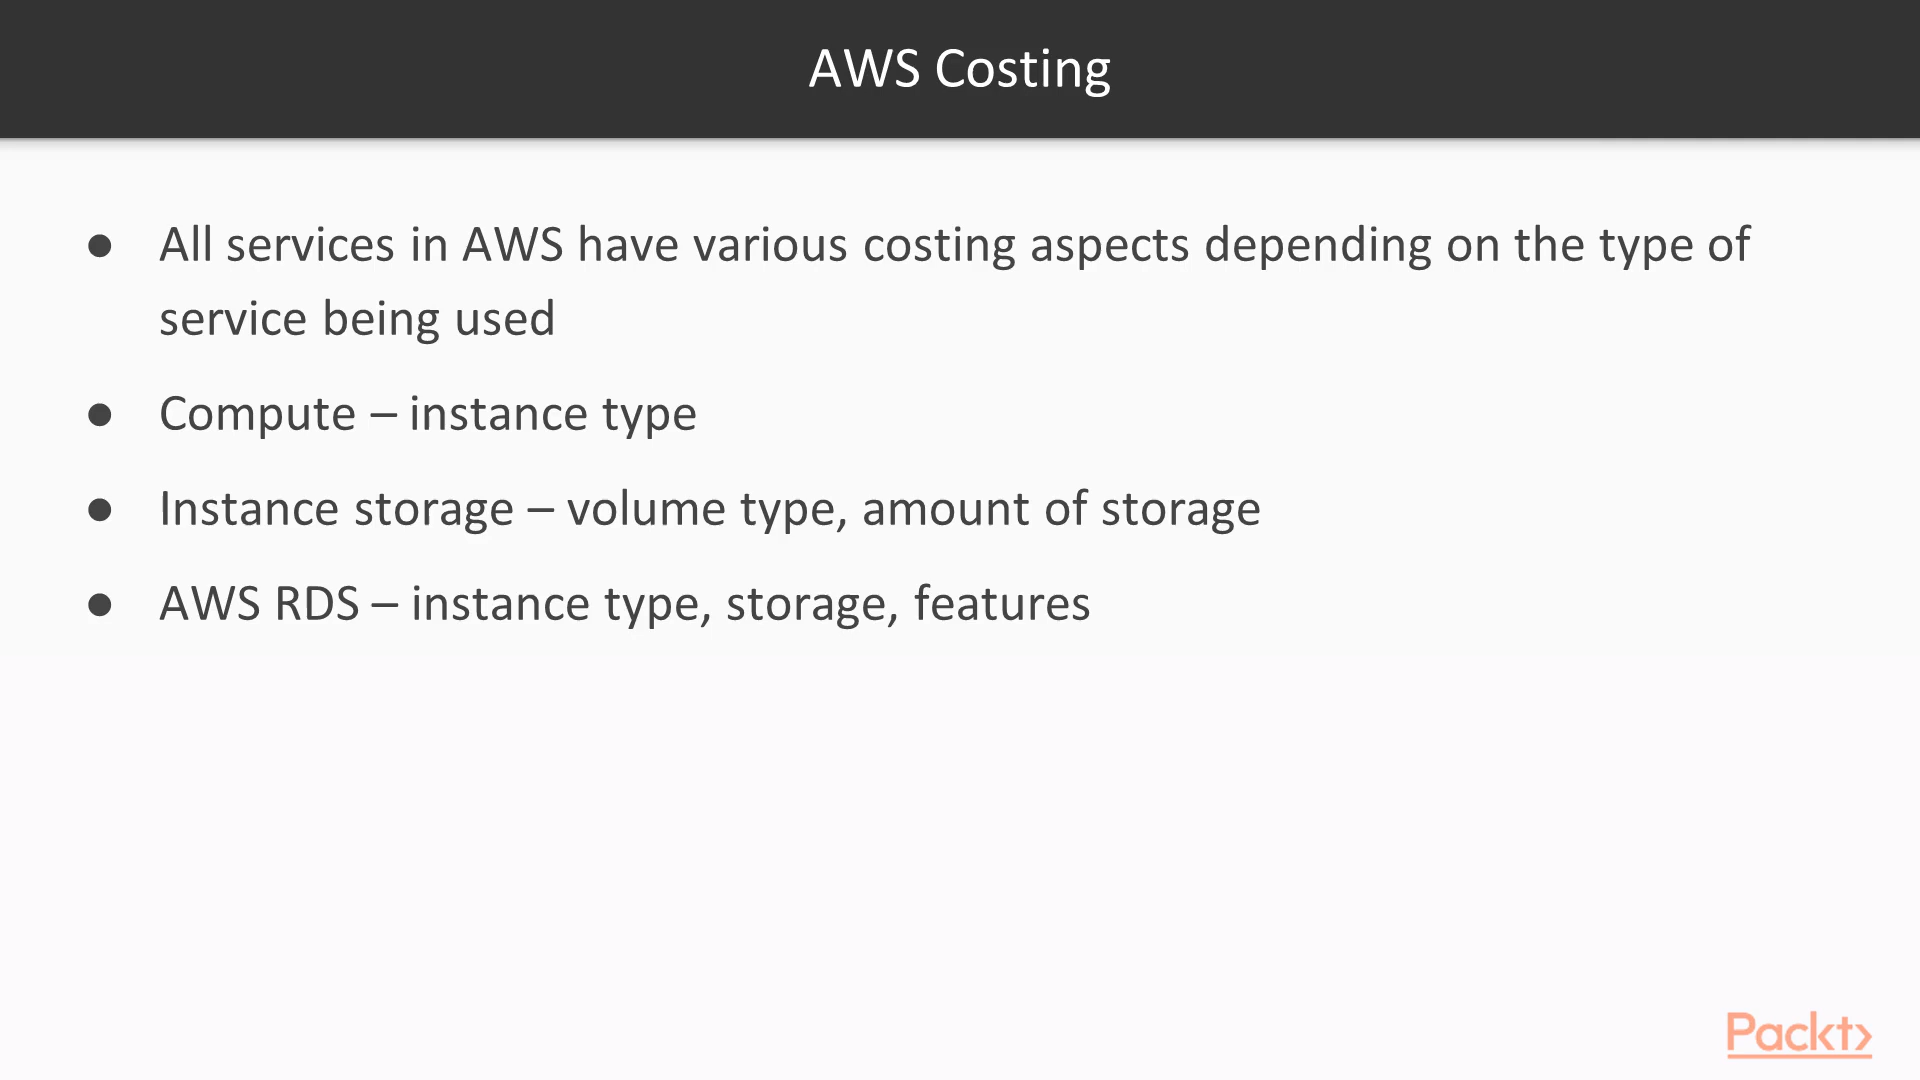 AWS Costing
● All services in AWS have various costing aspects depending on the type of
service being used
● Compute – instance type
● Instance storage – volume type, amount of storage
● AWS RDS – instance type, storage, features
Packt>